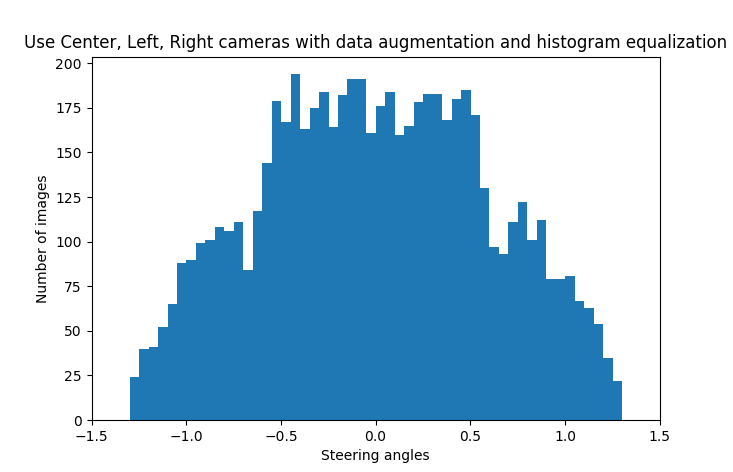 Use Center, Left, Right cameras with data augmentation and histogram equalization
200
175
150
125
100
75
50
25
0
Number of images
−1.5 −1.0 −0.5 0.0 0.5 1.0 1.5
Steering angles